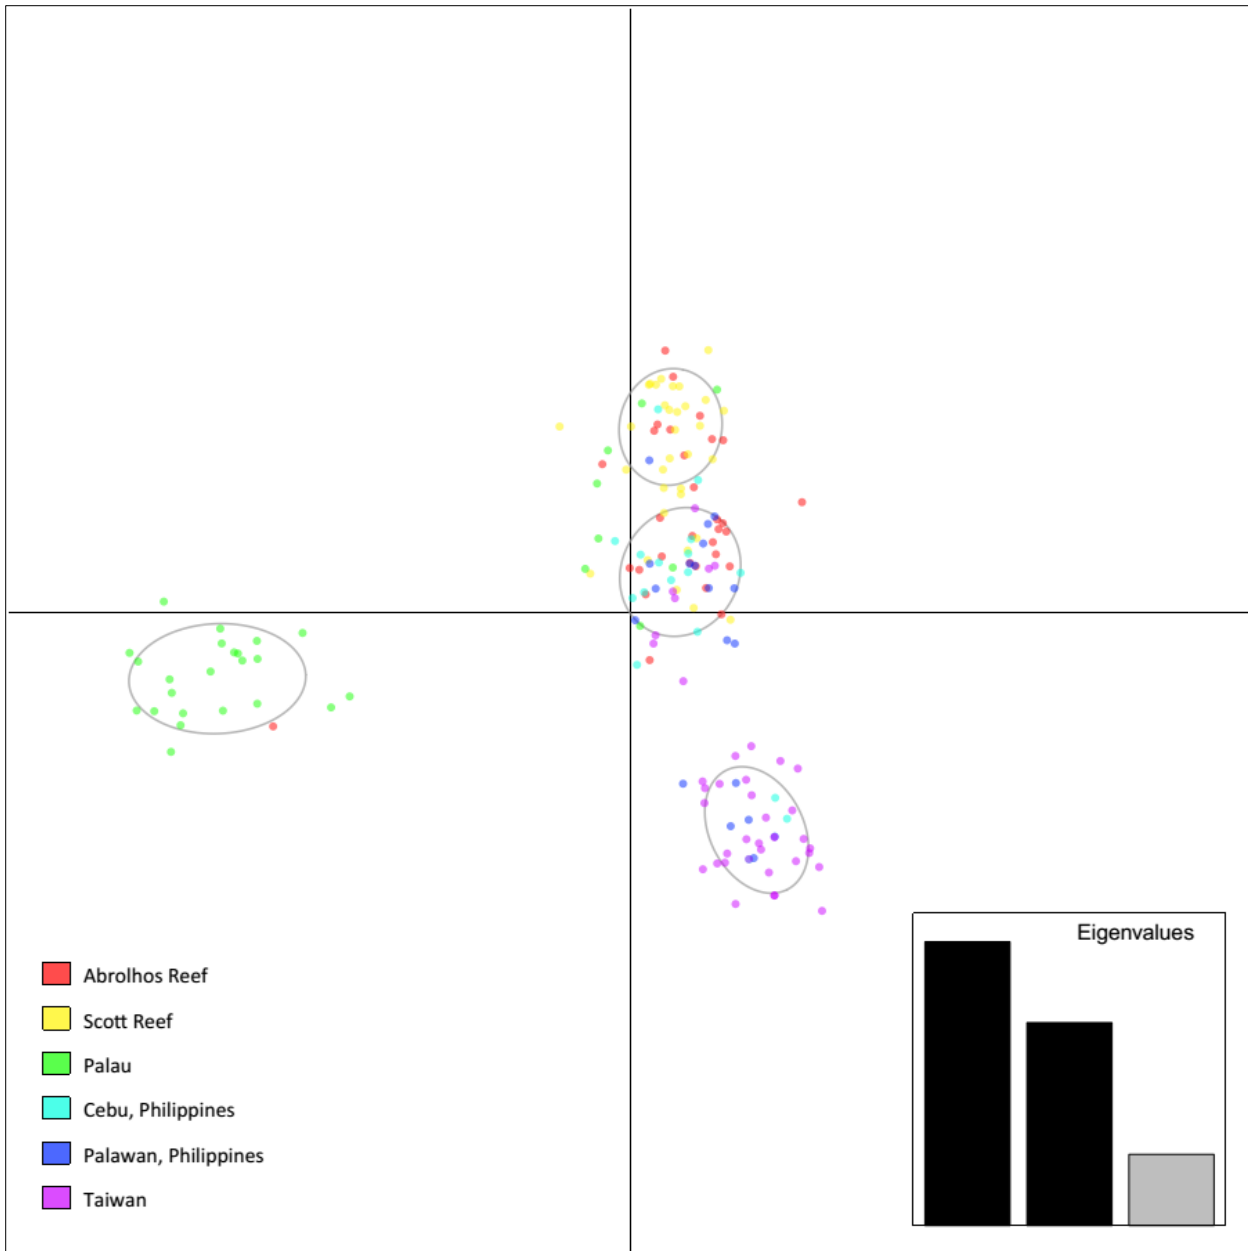 Eigenvalues
Abrolhos Reef
Scott Reef
Palau
Cebu, Philippines
Palawan, Philippines
Taiwan